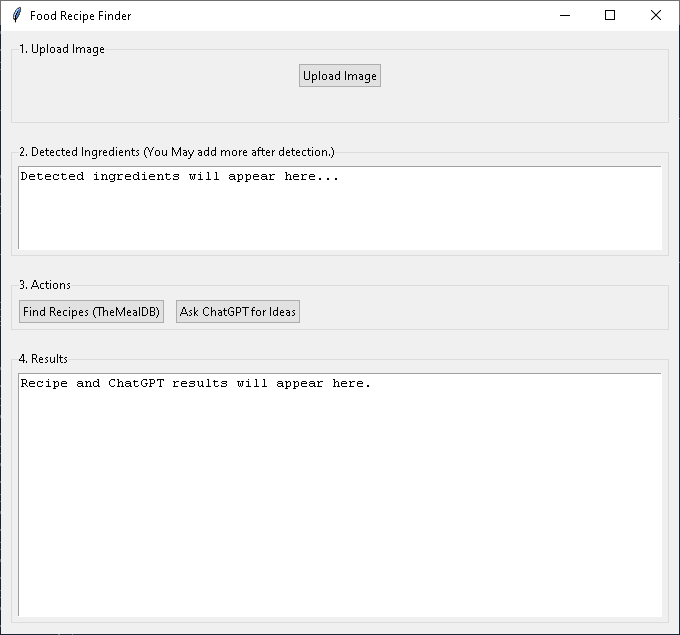 Food Recipe Finder
1. Upload Image
Upload Image
2. Detected Ingredients (You May add more after detection.)
Detected ingredients will appear here...
3. Actions
Find Recipes (TheMealDB) Ask ChatGPT for Ideas
4. Results
Recipe and ChatGPT results will appear here.